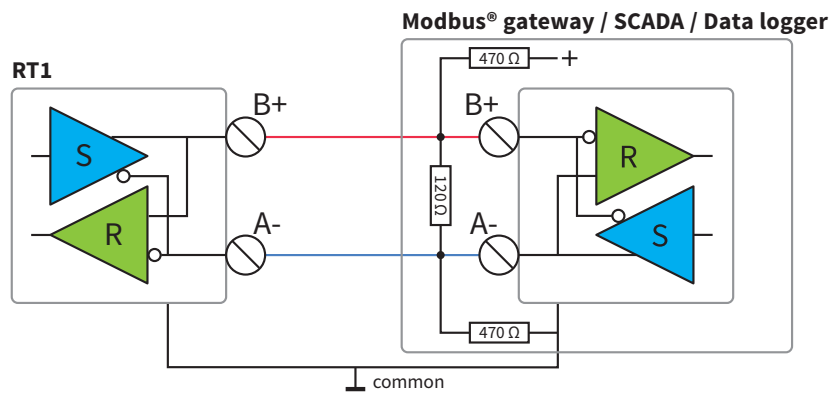 Modbus® gateway / SCADA / Data logger
470 Ω
+
RT1
B+
B+
S
R
120 Ω
R
S
A-
A-
470 Ω
common